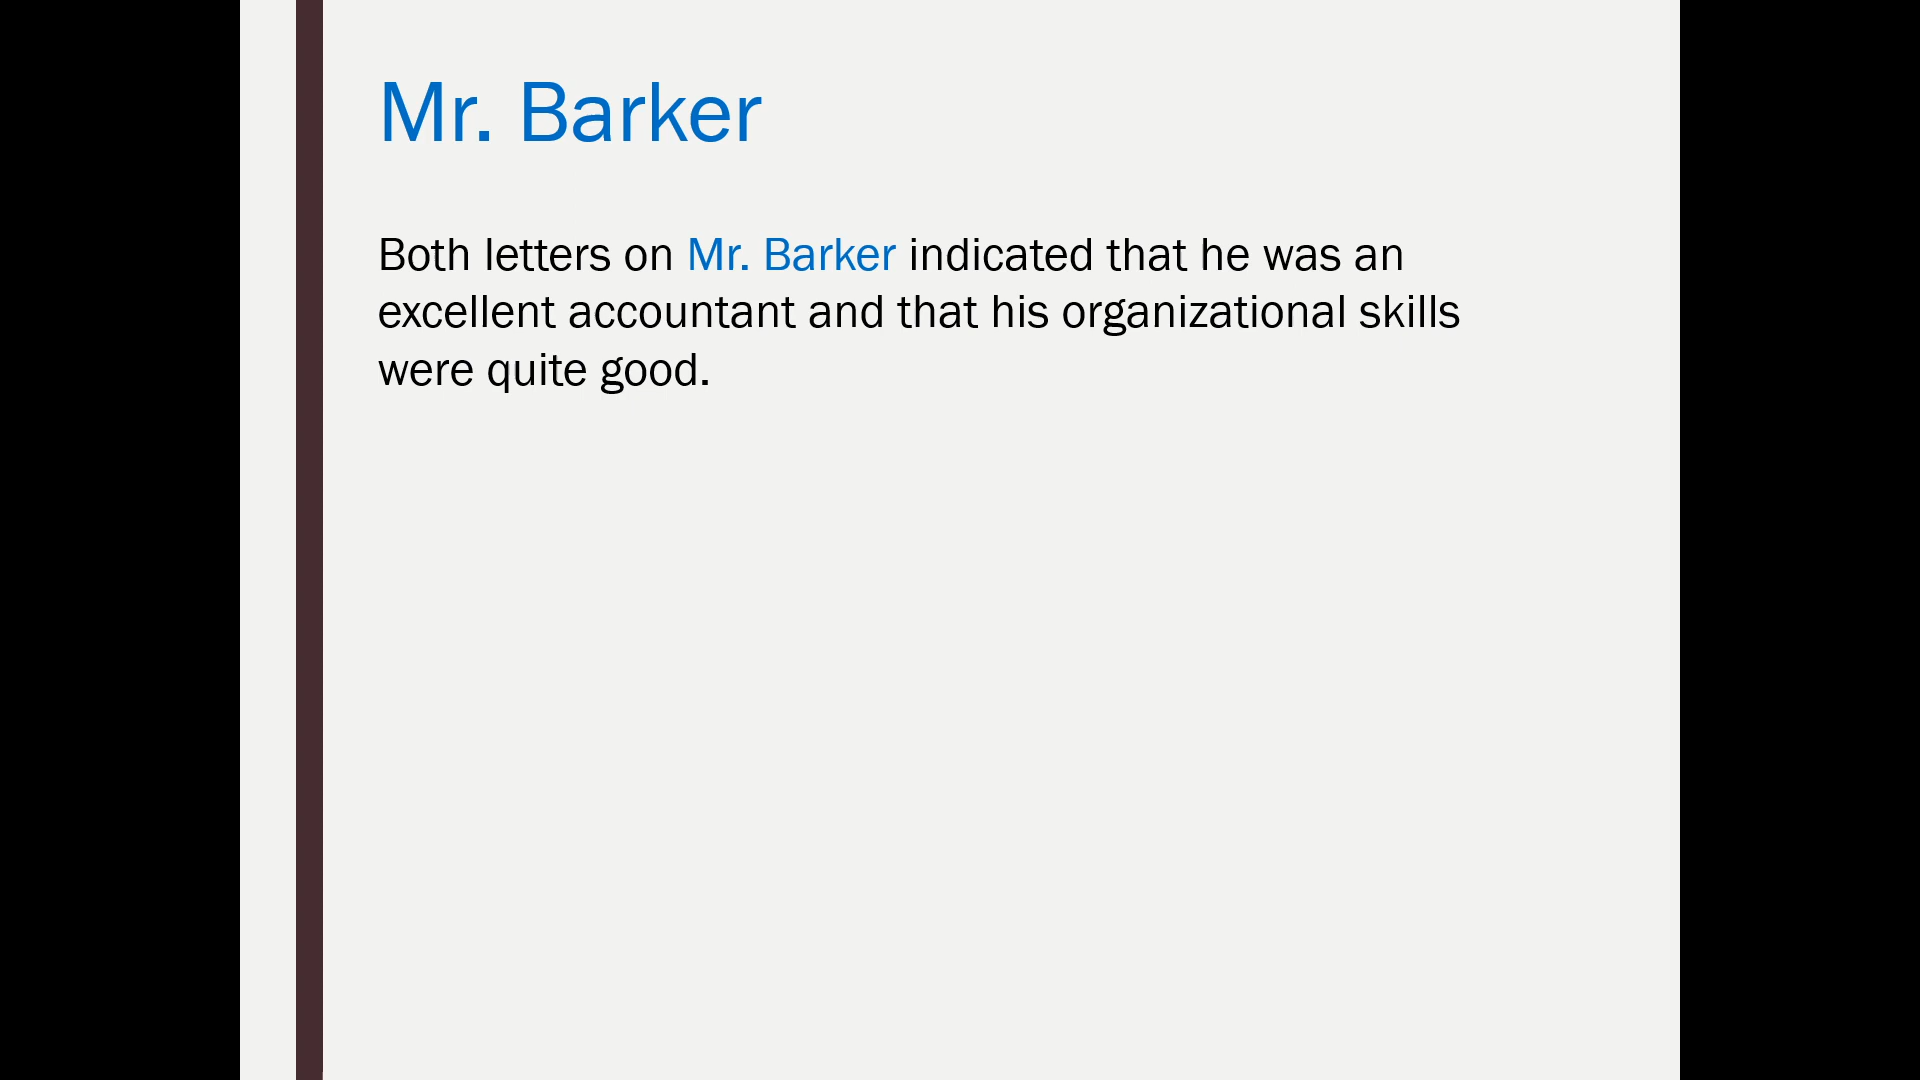 Mr. Barker
Both letters on Mr. Barker indicated that he was an
excellent accountant and that his organizational skills
were quite good.